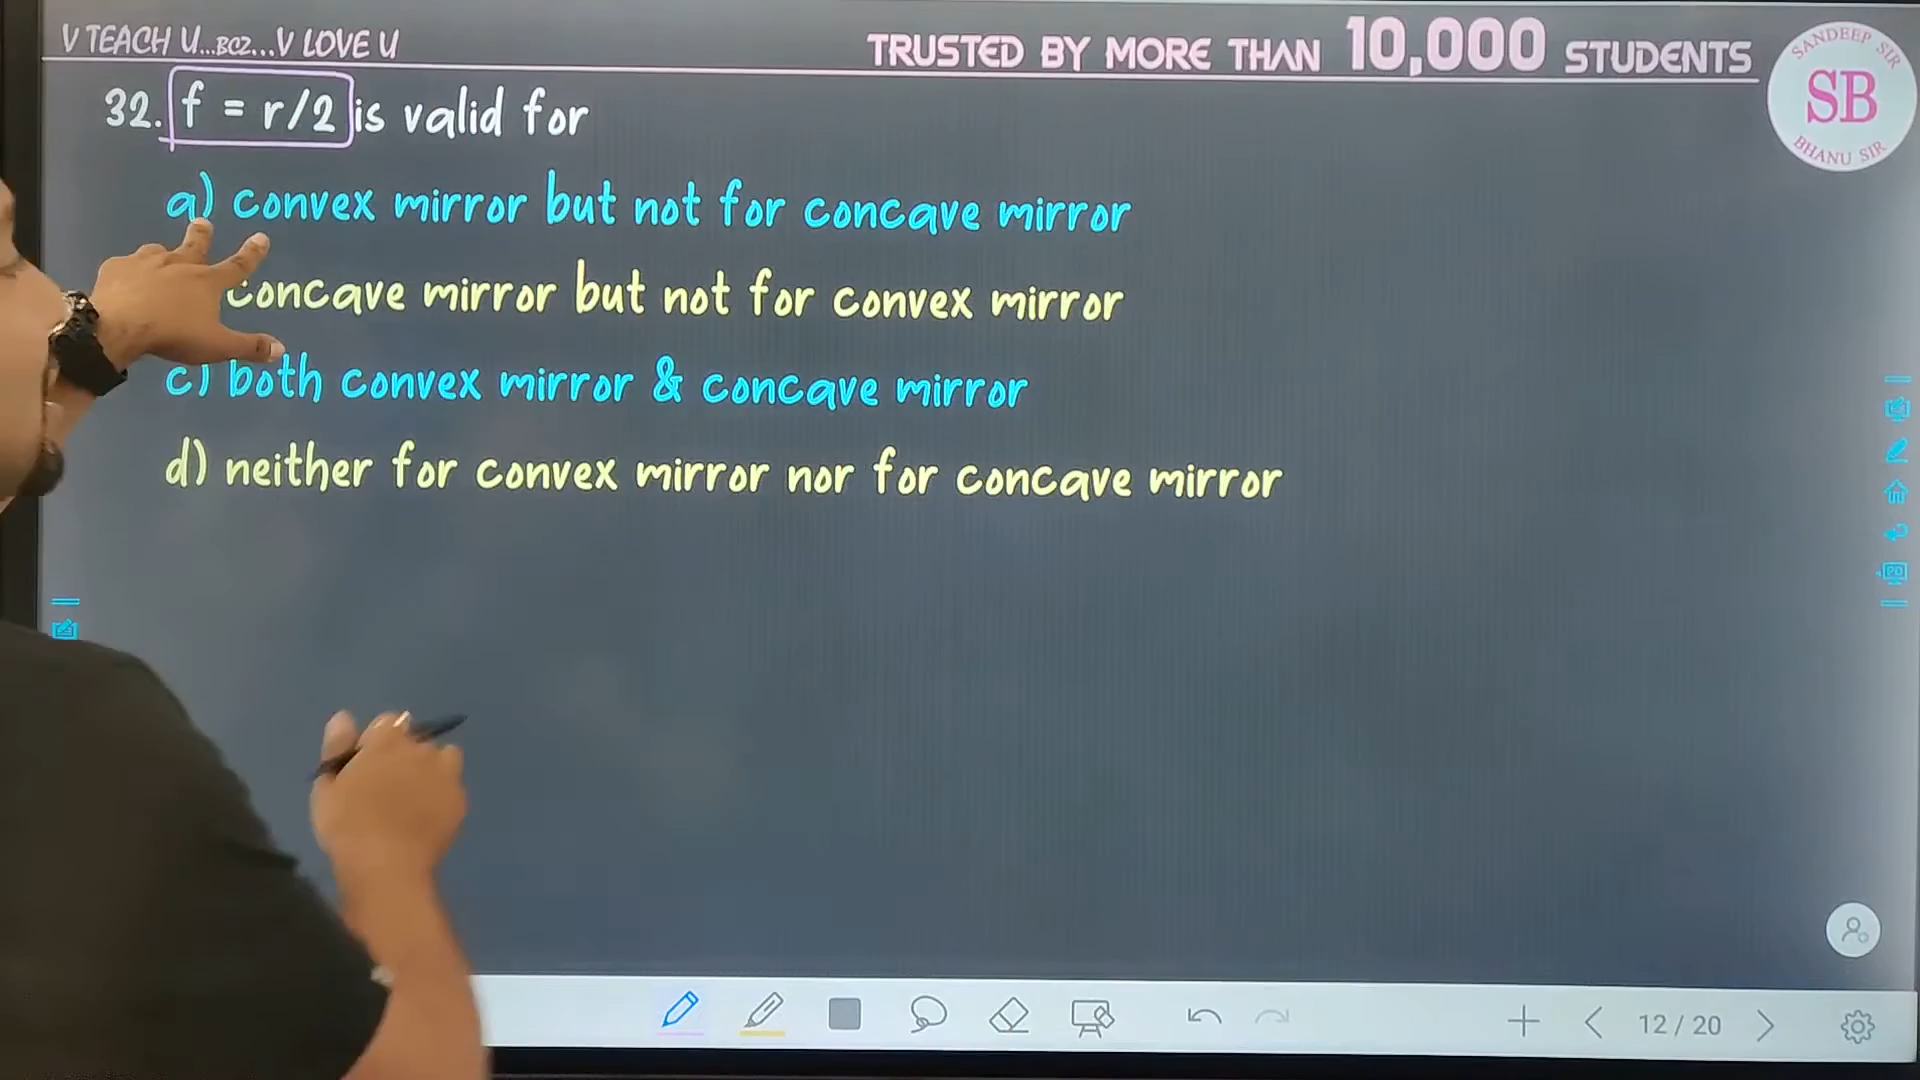 V TEACH U...BCZ...V LOVE U
TRUSTED BY MORE THAN 10,000 STUDENTS
SANDEEP SIR
SB
BHANU SIR
32. f = r/2 is valid for
a) convex mirror but not for concave mirror
concave mirror but not for convex mirror
c) both convex mirror & concave mirror
d) neither for convex mirror nor for concave mirror
12 / 20